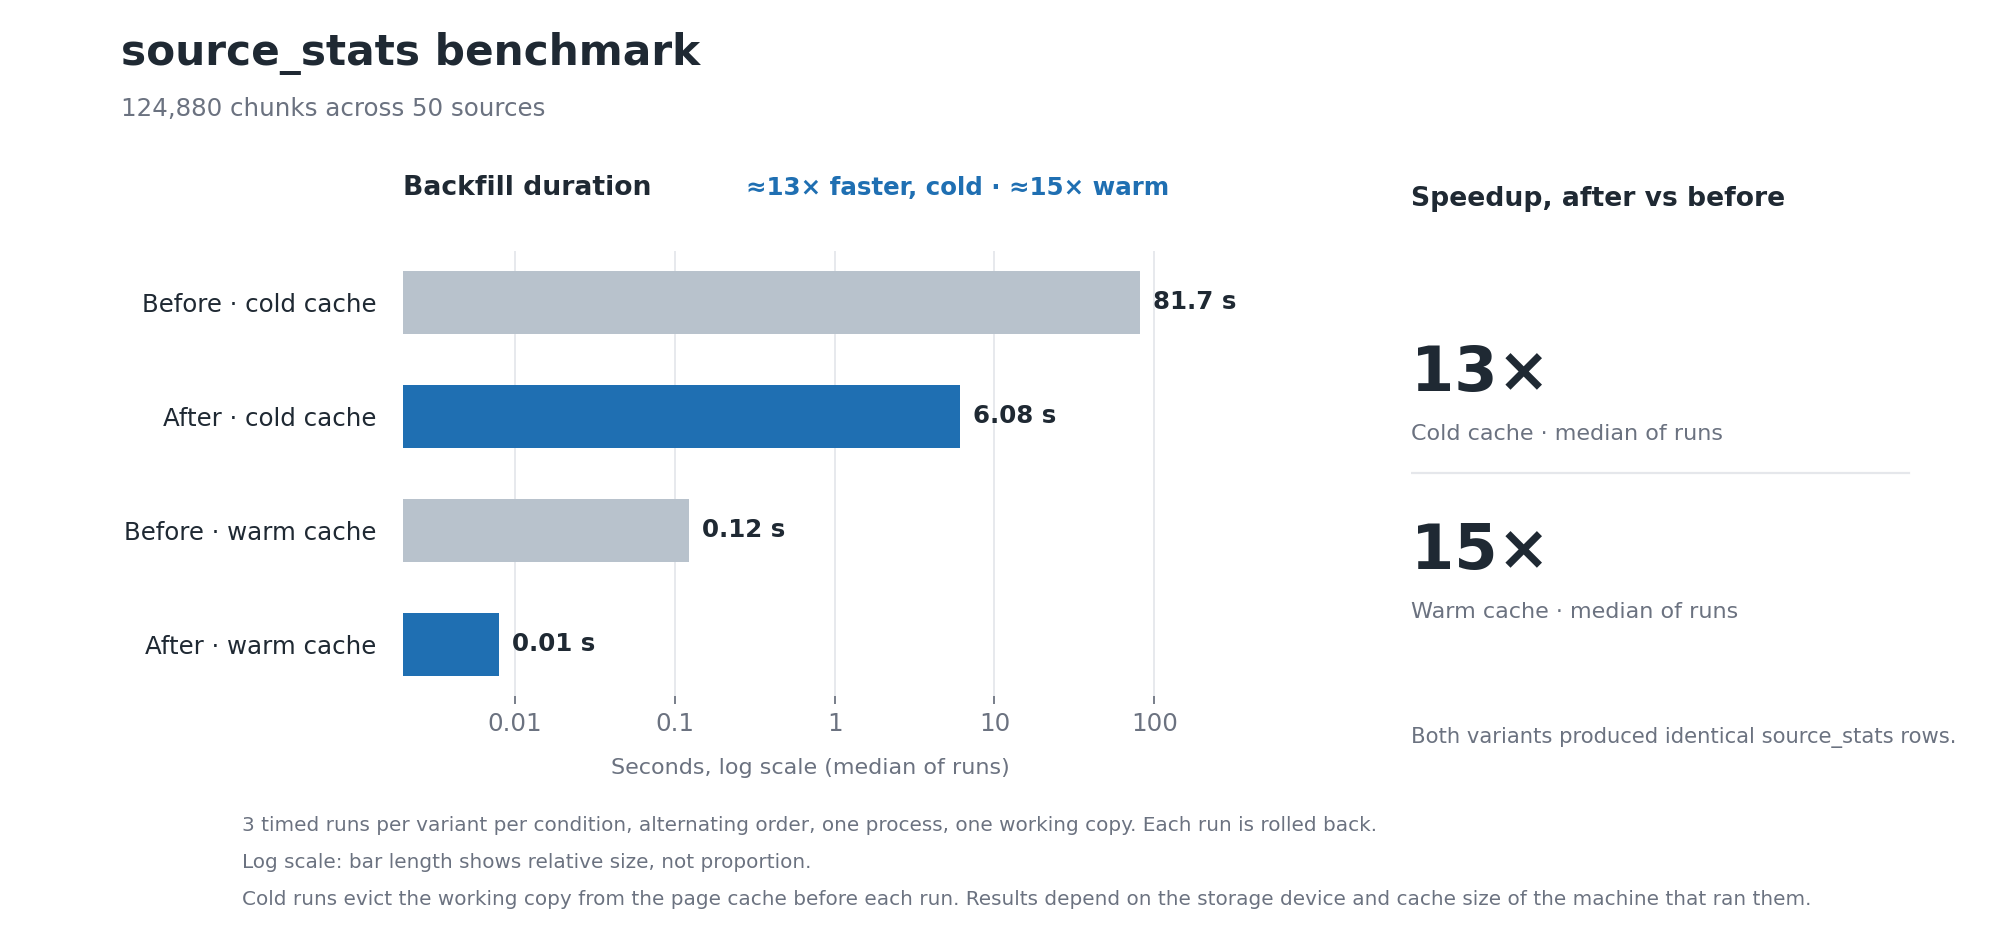 source_stats benchmark
124,880 chunks across 50 sources
Backfill duration
≈13× faster, cold · ≈15× warm
Before · cold cache
81.7 s
After · cold cache
6.08 s
Before · warm cache
0.12 s
After · warm cache
0.01 s
0.01 0.1 1 10 100
Seconds, log scale (median of runs)
Speedup, after vs before
13×
Cold cache · median of runs
15×
Warm cache · median of runs
Both variants produced identical source_stats rows.
3 timed runs per variant per condition, alternating order, one process, one working copy. Each run is rolled back.
Log scale: bar length shows relative size, not proportion.
Cold runs evict the working copy from the page cache before each run. Results depend on the storage device and cache size of the machine that ran them.